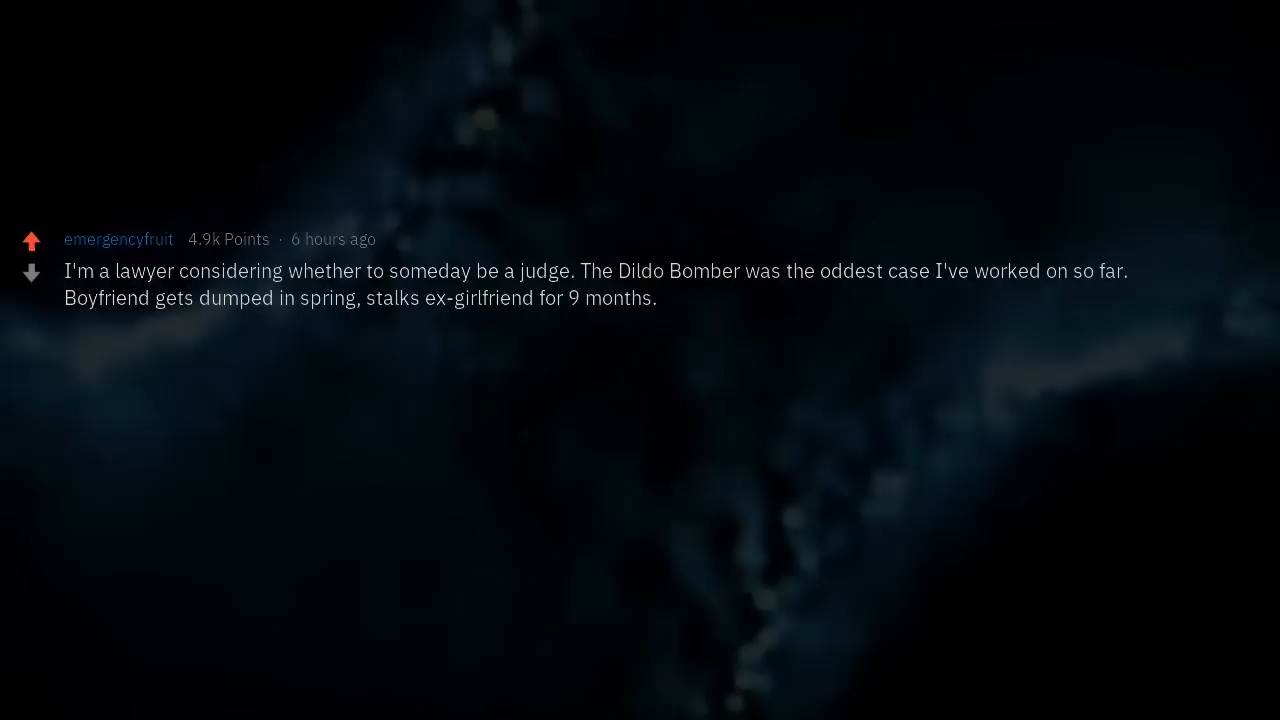 emergencyfruit 4.9k Points · 6 hours ago
I'm a lawyer considering whether to someday be a judge. The Dildo Bomber was the oddest case I've worked on so far.
Boyfriend gets dumped in spring, stalks ex-girlfriend for 9 months.